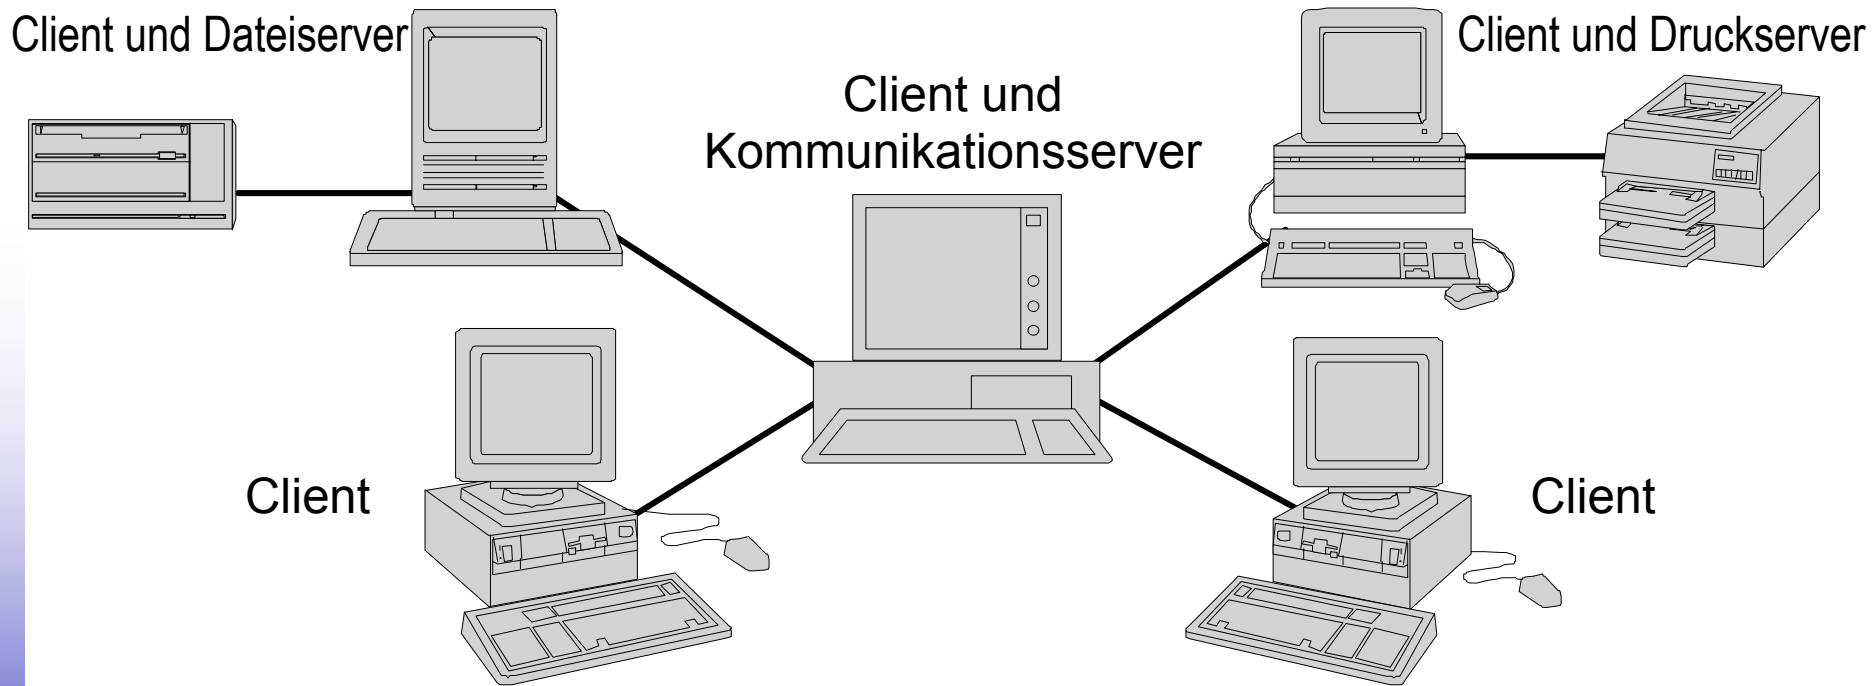 Client und Dateiserver
Client und
Kommunikationsserver
Client und Druckserver
Client
Client